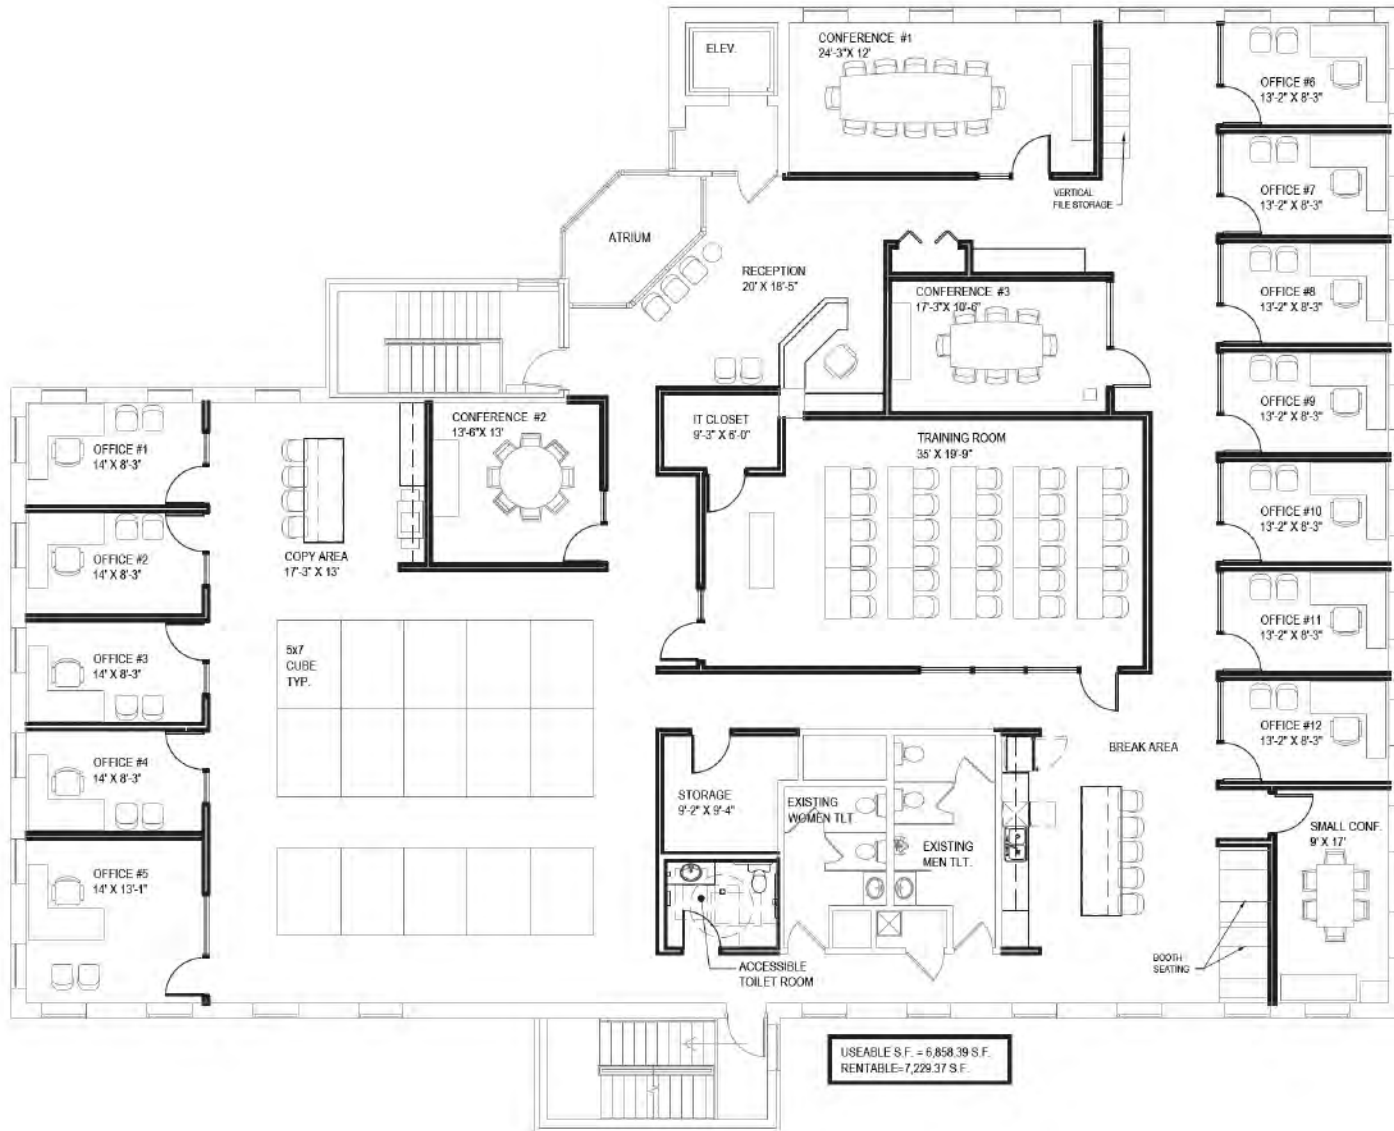 ELEV.
CONFERENCE #1
24'-3"X 12'
OFFICE #6
13'-2" X 8'-3"
VERTICAL
FILE STORAGE
OFFICE #7
13'-2" X 8'-3"
ATRIUM
RECEPTION
20' X 18'-5"
CONFERENCE #3
17'-3"X 10'-6"
OFFICE #8
13'-2" X 8'-3"
OFFICE #9
13'-2" X 8'-3"
OFFICE #1
14' X 8'-3"
CONFERENCE #2
13'-6"X 13'
IT CLOSET
9'-3" X 6'-0"
TRAINING ROOM
35' X 19'-9"
OFFICE #10
13'-2" X 8'-3"
OFFICE #2
14' X 8'-3"
COPY AREA
17'-3" X 13'
OFFICE #11
13'-2" X 8'-3"
OFFICE #3
14' X 8'-3"
5x7
CUBE
TYP.
OFFICE #12
13'-2" X 8'-3"
OFFICE #4
14' X 8'-3"
BREAK AREA
STORAGE
9'-2" X 9'-4"
EXISTING
WOMEN TLT
EXISTING
MEN TLT.
SMALL CONF.
9' X 17'
OFFICE #5
14' X 13'-1"
BOOTH
SEATING
ACCESSIBLE
TOILET ROOM
USEABLE S.F. = 6,858.39 S.F.
RENTABLE=7,229.37 S.F.